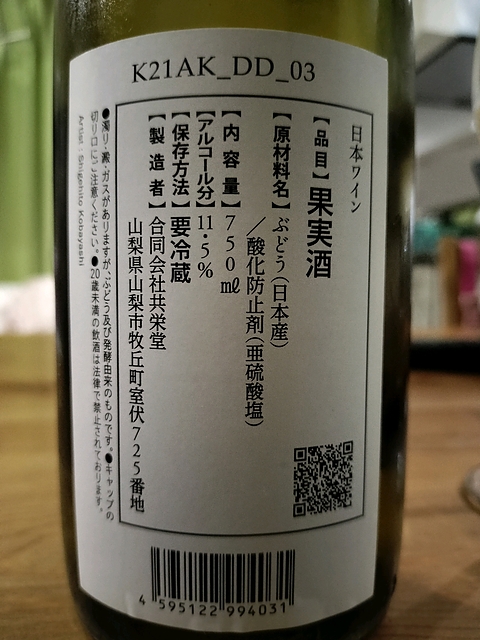 K21AK_DD_03
日本ワイン
【品目】果実酒
【原材料名】ぶどう（日本産）
／酸化防止剤（亜硫酸塩）
【内容量】750㎖
【アルコール分】11・5％
【保存方法】要冷蔵
【製造者】合同会社共栄堂
山梨県山梨市牧丘町室伏725番地
●濁り・澱・ガスがありますが、ぶどう及び発酵由来のものです。●キャップの
切り口にご注意ください。●20歳未満の飲酒は法律で禁止されております。
Artist : Shigehito Kobayashi
4 595122 994031